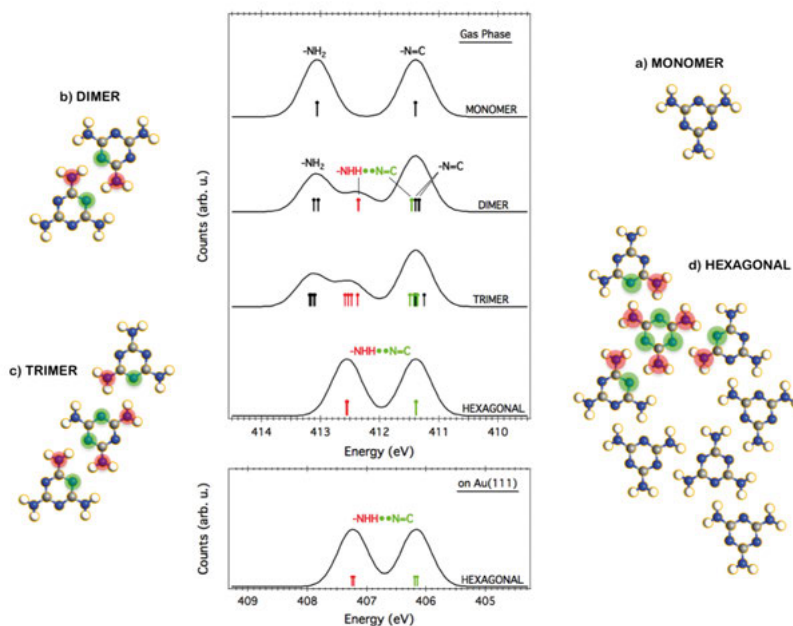 b) DIMER
c) TRIMER
Counts (arb. u.)
Gas Phase
-NH2
-N=C
MONOMER
-NH2
-NHH••N=C
-N=C
DIMER
TRIMER
-NHH••N=C
HEXAGONAL
414 413 412 411 410
Energy (eV)
Counts (arb. u.)
on Au(111)
-NHH••N=C
HEXAGONAL
409 408 407 406 405
Energy (eV)
a) MONOMER
d) HEXAGONAL